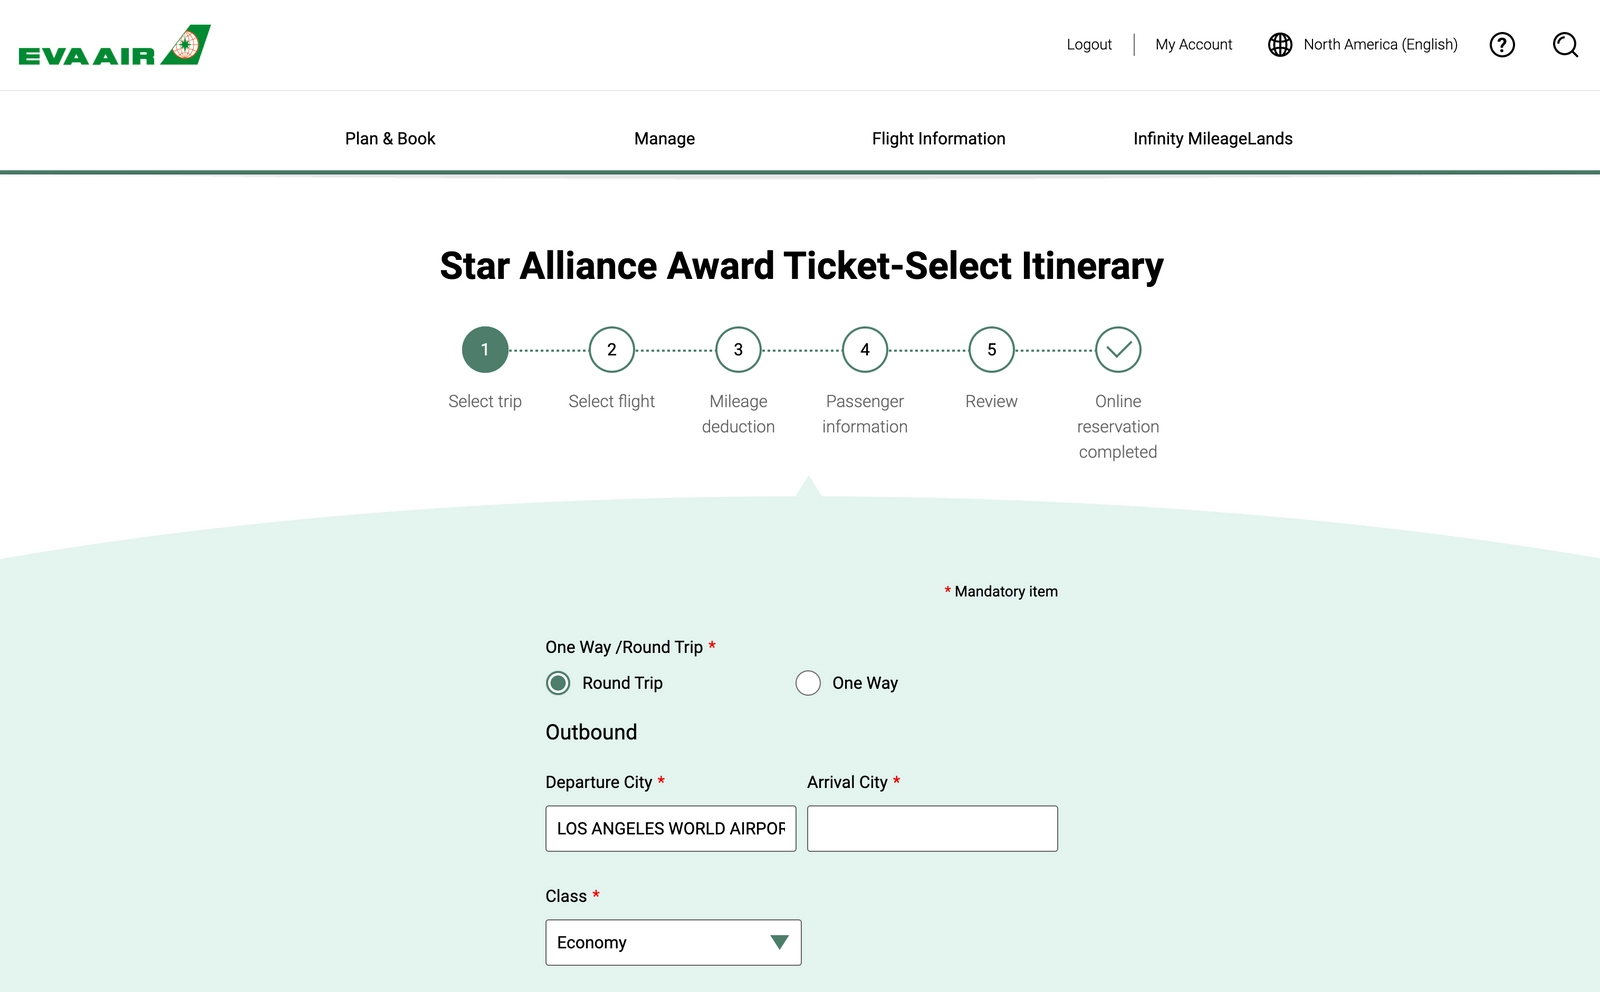 EVA AIR
Logout
My Account
North America (English)
?
Plan & Book
Manage
Flight Information
Infinity MileageLands
Star Alliance Award Ticket-Select Itinerary
1
2
3
4
5
Select trip
Select flight
Mileage
deduction
Passenger
information
Review
Online
reservation
completed
* Mandatory item
One Way /Round Trip *
Round Trip
One Way
Outbound
Departure City *
Arrival City *
LOS ANGELES WORLD AIRPOR
Class *
Economy